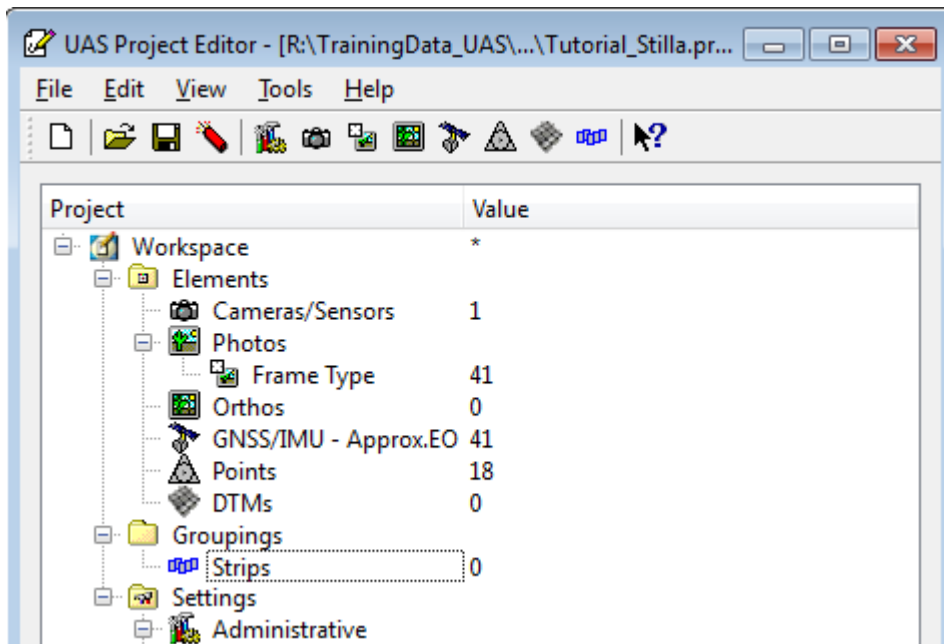 UAS Project Editor - [R:\TrainingData_UAS\...\Tutorial_Stilla.pr...
File Edit View Tools Help
Project Value
Workspace *
Elements
Cameras/Sensors 1
Photos
Frame Type 41
Orthos 0
GNSS/IMU - Approx.EO 41
Points 18
DTMs 0
Groupings
Strips 0
Settings
Administrative